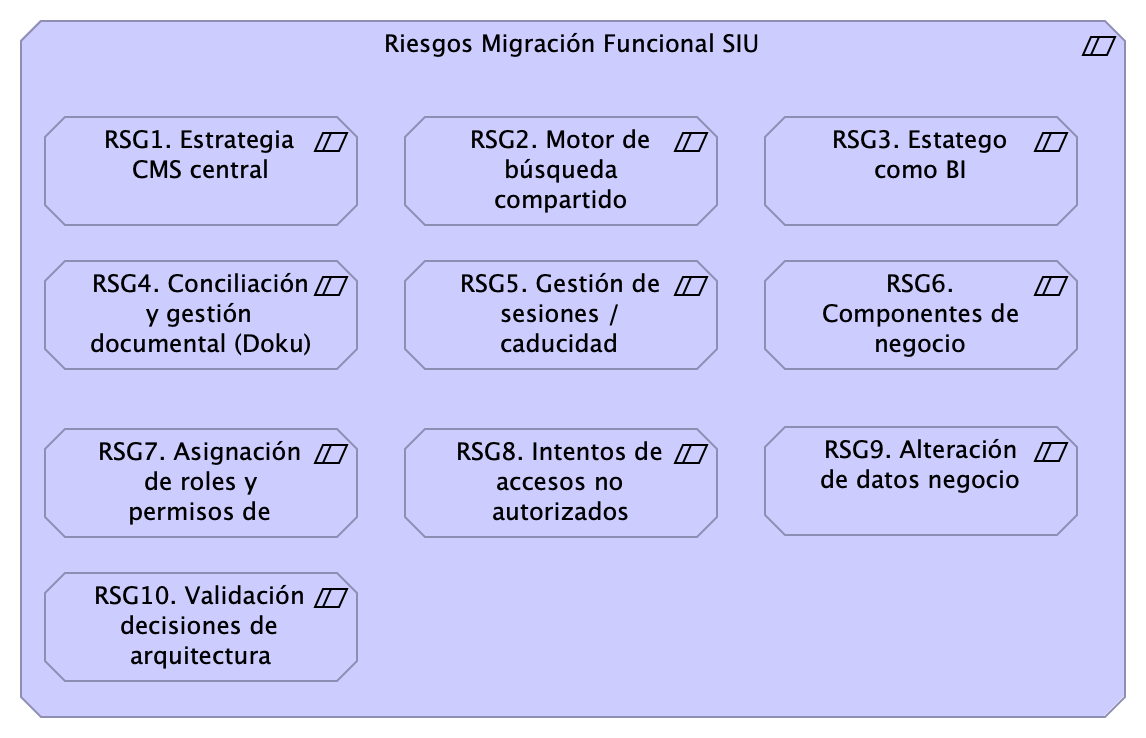 Riesgos Migración Funcional SIU
RSG1. Estrategia
CMS central
RSG2. Motor de
búsqueda
compartido
RSG3. Estatego
como BI
RSG4. Conciliación
y gestión
documental (Doku)
RSG5. Gestión de
sesiones /
caducidad
RSG6.
Componentes de
negocio
RSG7. Asignación
de roles y
permisos de
RSG8. Intentos de
accesos no
autorizados
RSG9. Alteración
de datos negocio
RSG10. Validación
decisiones de
arquitectura